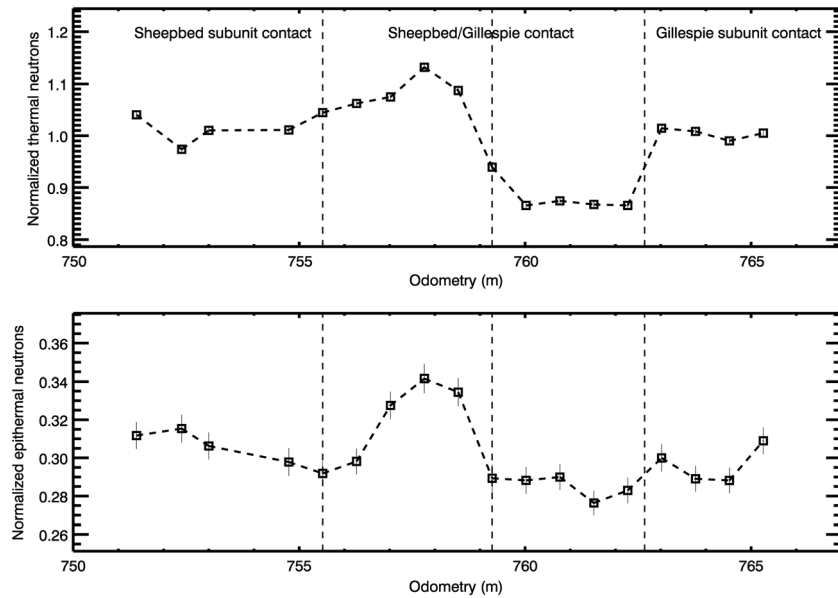 Sheepbed subunit contact Sheepbed/Gillespie contact Gillespie subunit contact
Normalized thermal neutrons
1.2
1.1
1.0
0.9
0.8
750 755 760 765
Odometry (m)
Normalized epithermal neutrons
0.36
0.34
0.32
0.30
0.28
0.26
750 755 760 765
Odometry (m)